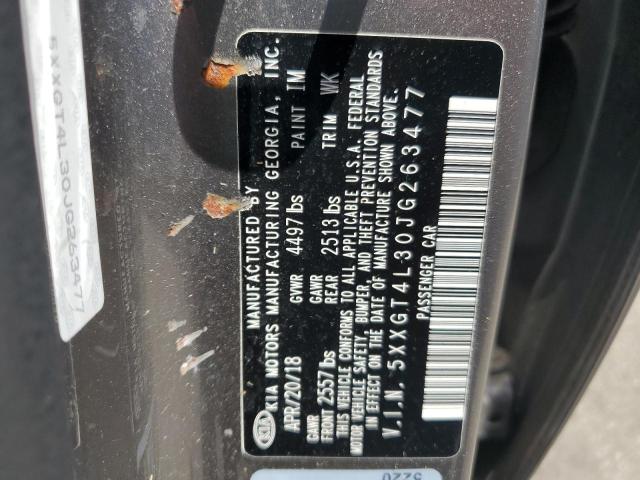 KIA
MANUFACTURED BY
KIA MOTORS MANUFACTURING GEORGIA, INC.
APR/20/18 GVWR 4497 lbs PAINT IM
GAWR GAWR
FRONT 2557 lbs REAR 2513 lbs TRIM WK
THIS VEHICLE CONFORMS TO ALL APPLICABLE U.S.A. FEDERAL
MOTOR VEHICLE SAFETY, BUMPER, AND THEFT PREVENTION STANDARDS
IN EFFECT ON THE DATE OF MANUFACTURE SHOWN ABOVE.
V.I.N. 5XXGT4L30JG263477
PASSENGER CAR
5XXGT4L30JG263477
5220